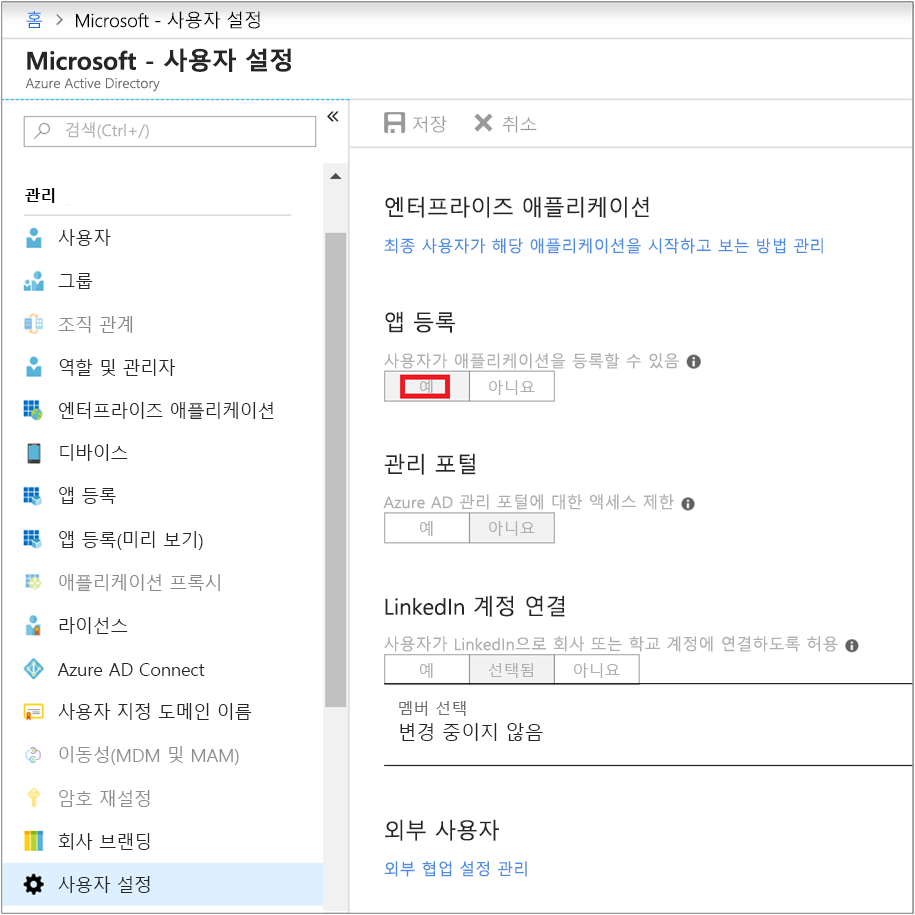 홈 > Microsoft - 사용자 설정
Microsoft - 사용자 설정
Azure Active Directory
검색(Ctrl+/)
«
저장 취소
관리
사용자
그룹
조직 관계
역할 및 관리자
엔터프라이즈 애플리케이션
디바이스
앱 등록
앱 등록(미리 보기)
애플리케이션 프록시
라이선스
Azure AD Connect
사용자 지정 도메인 이름
이동성(MDM 및 MAM)
암호 재설정
회사 브랜딩
사용자 설정
엔터프라이즈 애플리케이션
최종 사용자가 해당 애플리케이션을 시작하고 보는 방법 관리
앱 등록
사용자가 애플리케이션을 등록할 수 있음
예 아니요
관리 포털
Azure AD 관리 포털에 대한 액세스 제한
예 아니요
LinkedIn 계정 연결
사용자가 LinkedIn으로 회사 또는 학교 계정에 연결하도록 허용
예 선택됨 아니요
멤버 선택
변경 중이지 않음
외부 사용자
외부 협업 설정 관리